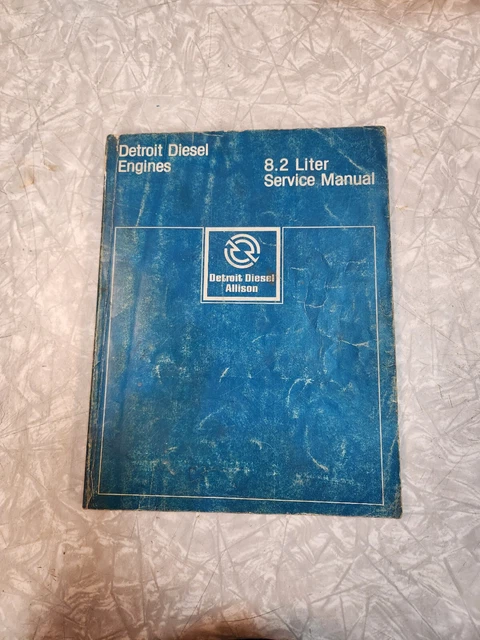 Detroit Diesel
Engines
8.2 Liter
Service Manual
Detroit Diesel
Allison